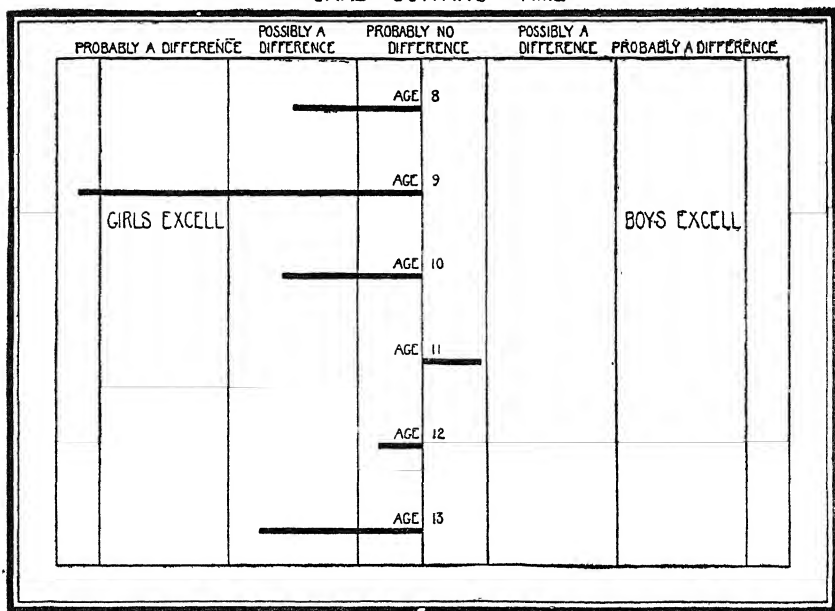 PROBABLY A DIFFERENCE
POSSIBLY A
DIFFERENCE
PROBABLY NO
DIFFERENCE
POSSIBLY A
DIFFERENCE
PROBABLY A DIFFERENCE
AGE 8
AGE 9
GIRLS EXCELL
BOYS EXCELL
AGE 10
AGE 11
AGE 12
AGE 13